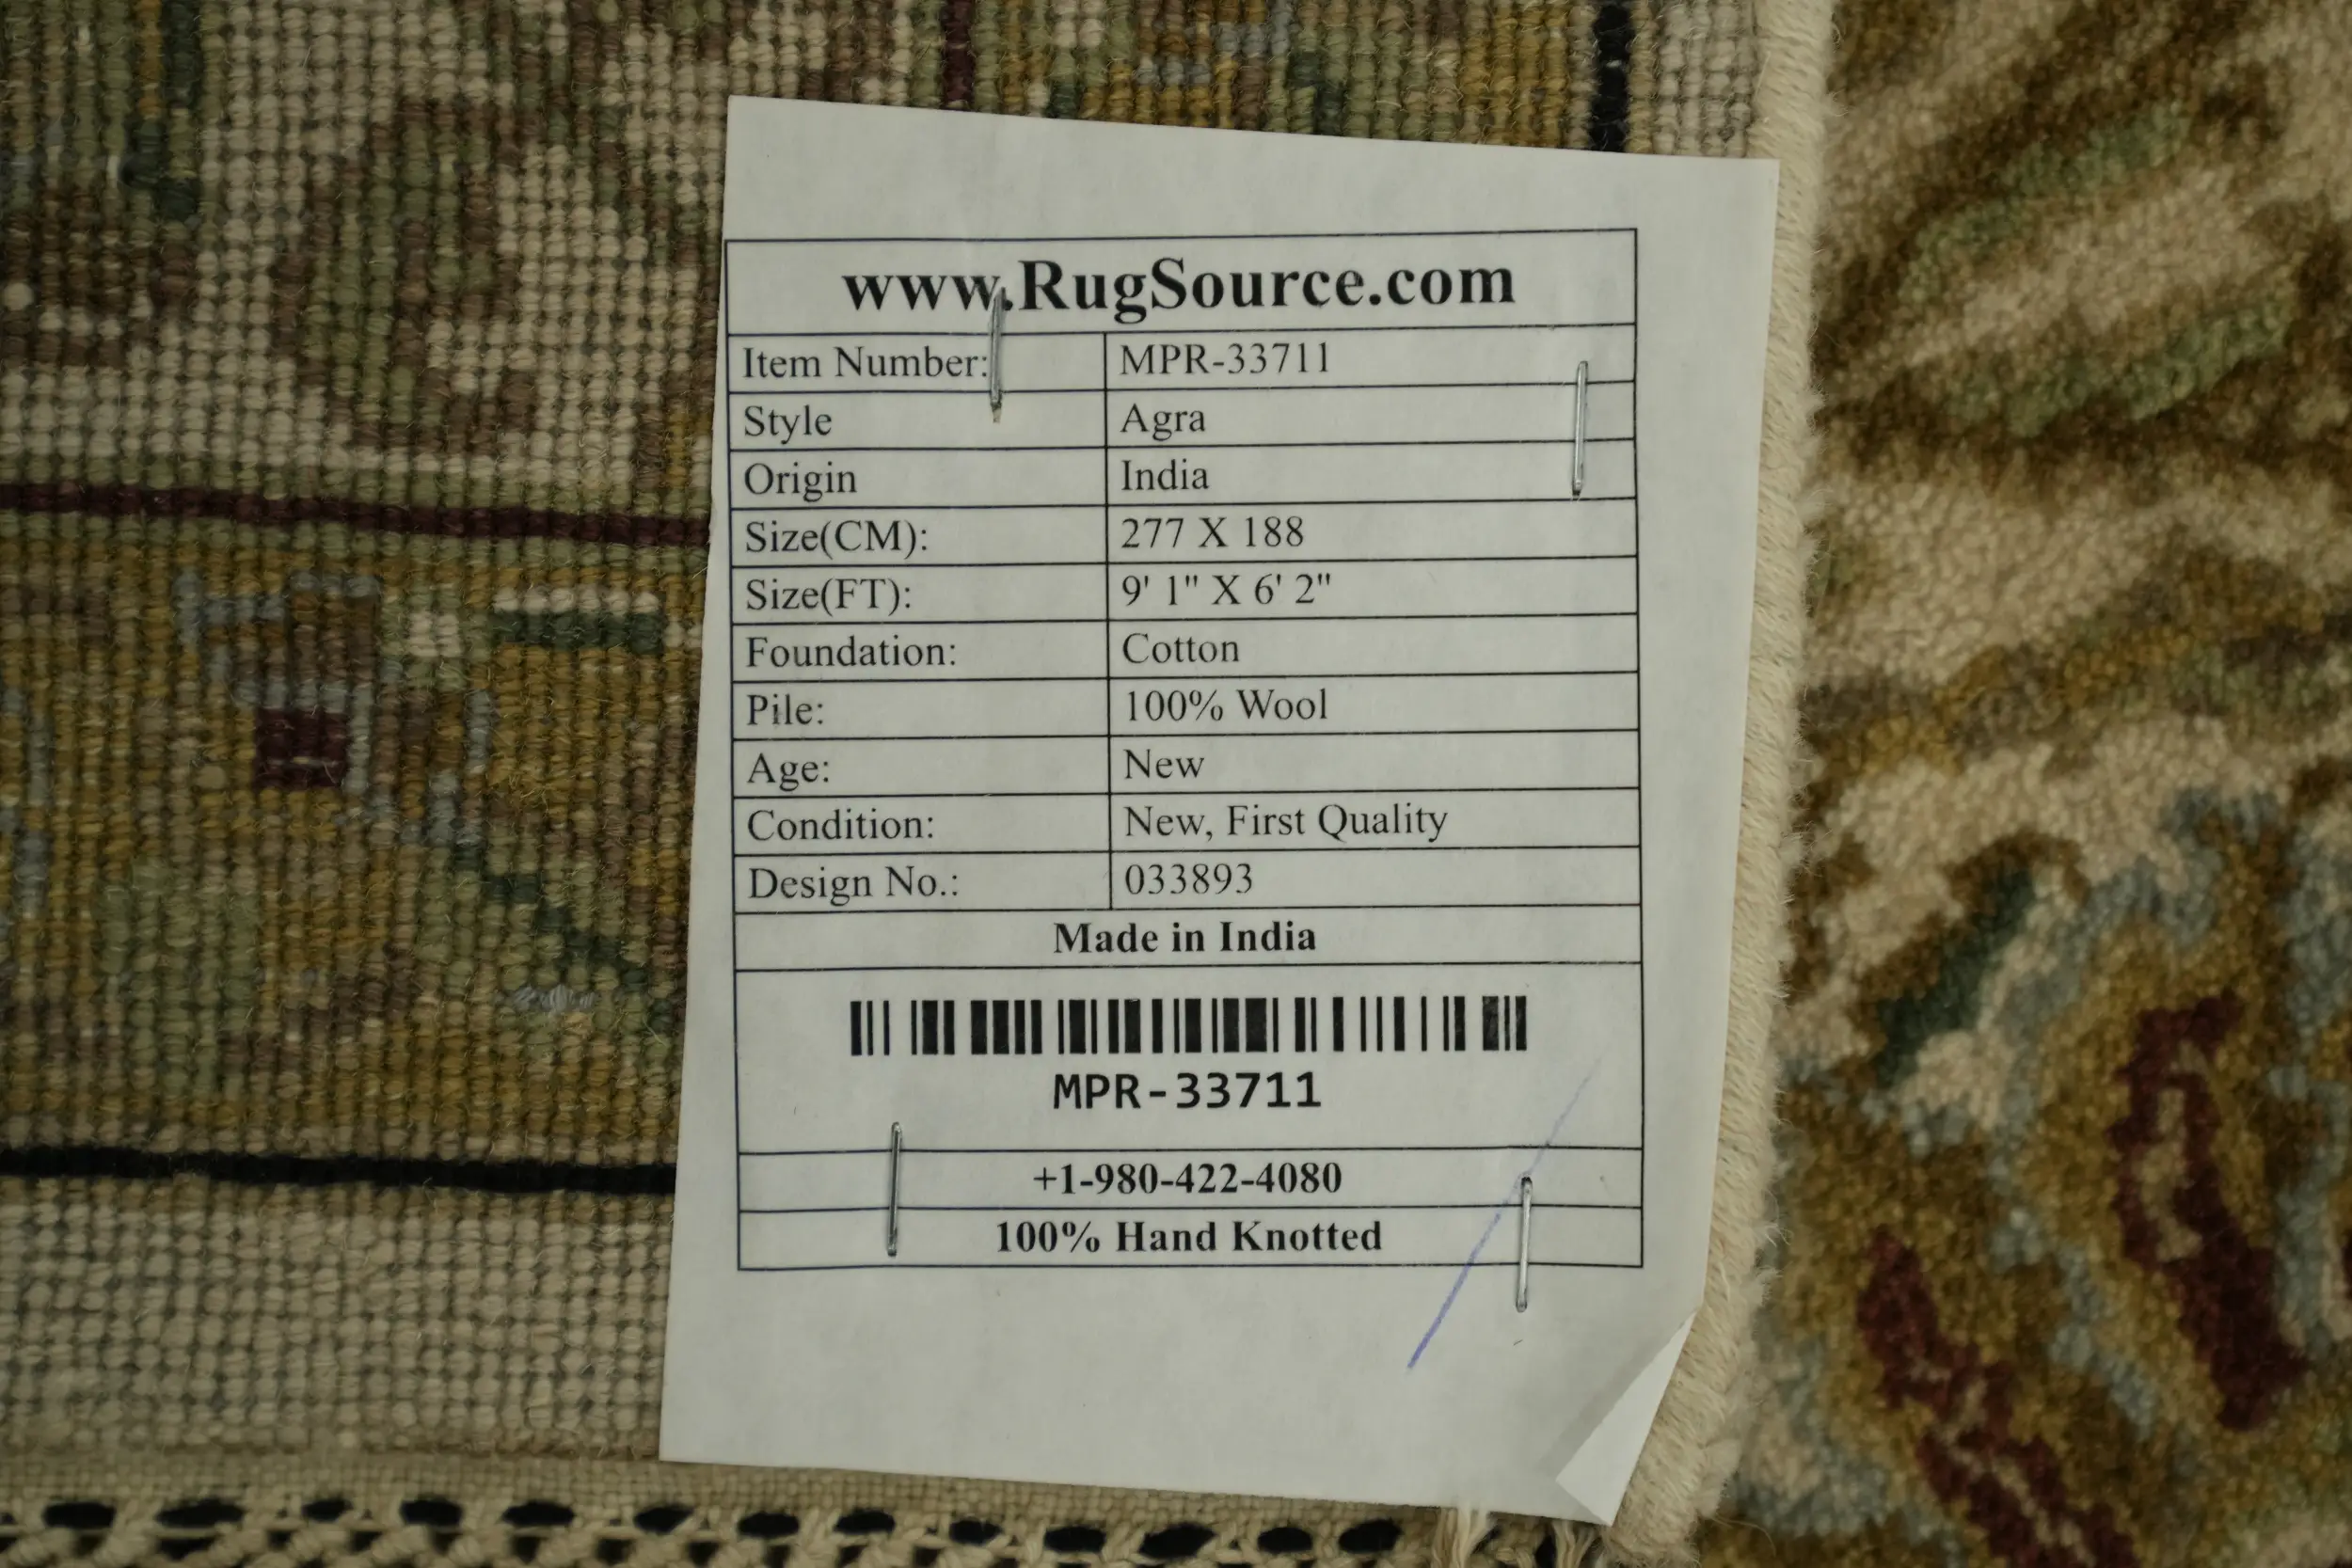 www.RugSource.com
Item Number: MPR-33711
Style Agra
Origin India
Size(CM): 277 X 188
Size(FT): 9' 1" X 6' 2"
Foundation: Cotton
Pile: 100% Wool
Age: New
Condition: New, First Quality
Design No.: 033893
Made in India
MPR-33711
+1-980-422-4080
100% Hand Knotted